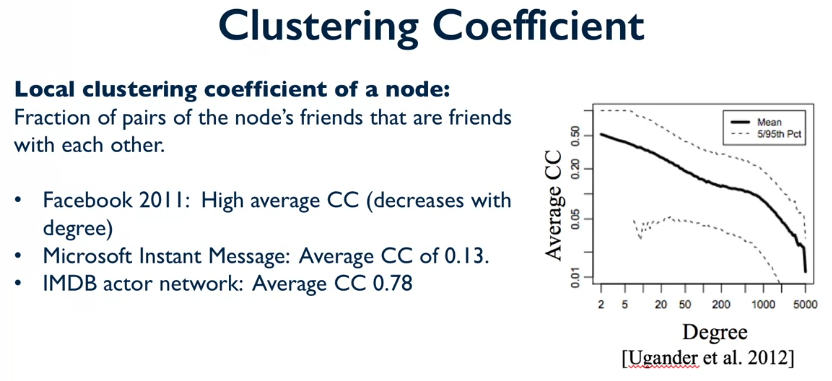 Clustering Coefficient
Local clustering coefficient of a node:
Fraction of pairs of the node's friends that are friends
with each other.
• Facebook 2011: High average CC (decreases with
degree)
• Microsoft Instant Message: Average CC of 0.13.
• IMDB actor network: Average CC 0.78
Mean
5/95th Pct
Average CC
0.50
0.20
0.05
0.01
2 5 20 50 200 1000 5000
Degree
[Ugander et al. 2012]